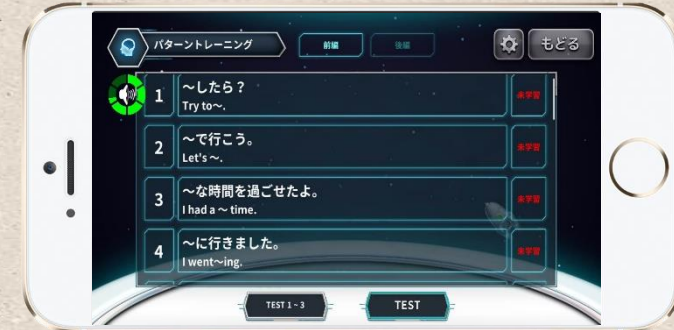 パターントレーニング
前編
後編
もどる
1
～したら？
Try to～.
未学習
2
～で行こう。
Let's ～.
未学習
3
～な時間を過ごせたよ。
I had a ～ time.
未学習
4
～に行きました。
I went～ing.
未学習
TEST 1 ~ 3
TEST